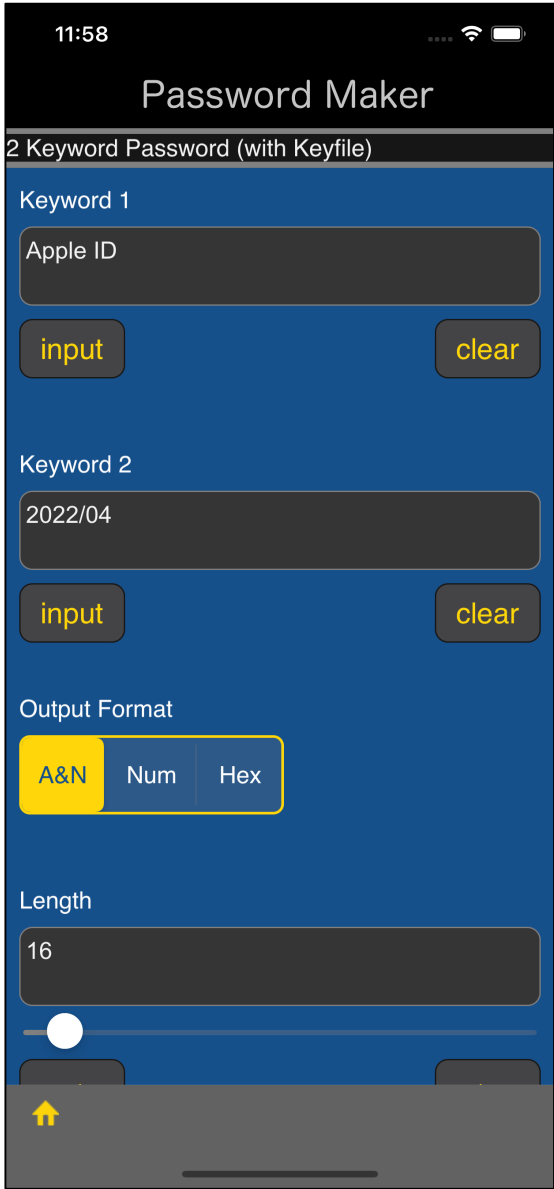 11:58
Password Maker
2 Keyword Password (with Keyfile)
Keyword 1
Apple ID
input clear
Keyword 2
2022/04
input clear
Output Format
A&N Num Hex
Length
16